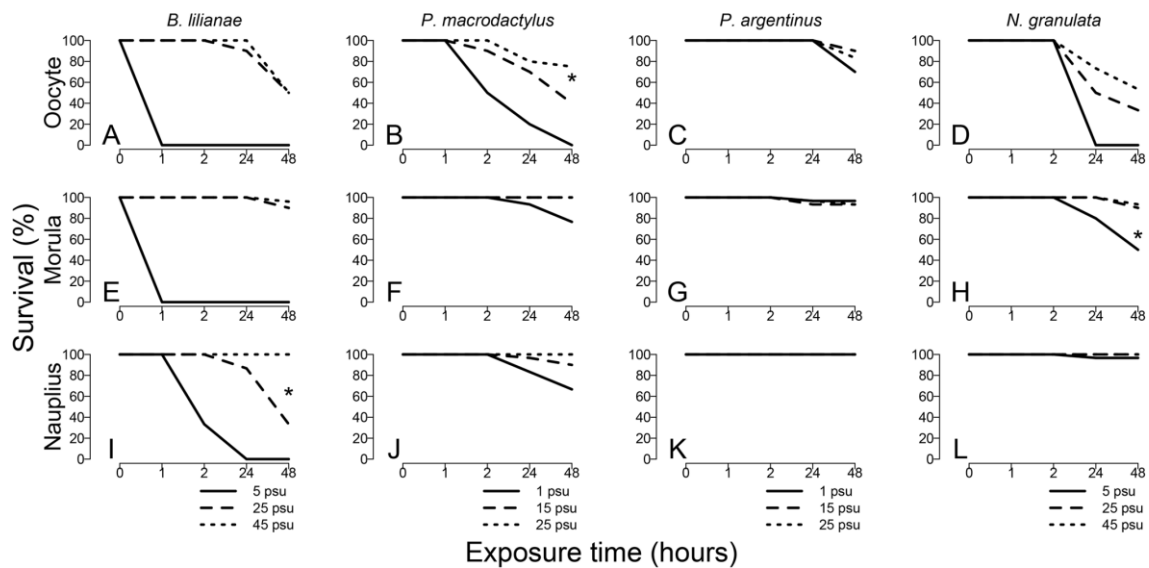 B. lilianae P. macrodactylus P. argentinus N. granulata
Survival (%)
Oocyte
100 100 100 100
80 80 80 80
60 60 60 60
*
40 40 40 40
20 20 20 20
A B C D
0 0 0 0
0 1 2 24 48 0 1 2 24 48 0 1 2 24 48 0 1 2 24 48
Morula
100 100 100 100
80 80 80 80
60 60 60 60
*
40 40 40 40
20 20 20 20
E F G H
0 0 0 0
0 1 2 24 48 0 1 2 24 48 0 1 2 24 48 0 1 2 24 48
Nauplius
100 100 100 100
80 80 80 80
60 60 60 60
*
40 40 40 40
20 20 20 20
I J K L
0 0 0 0
0 1 2 24 48 0 1 2 24 48 0 1 2 24 48 0 1 2 24 48
5 psu 1 psu 1 psu 5 psu
25 psu 15 psu 15 psu 25 psu
45 psu 25 psu 25 psu 45 psu
Exposure time (hours)